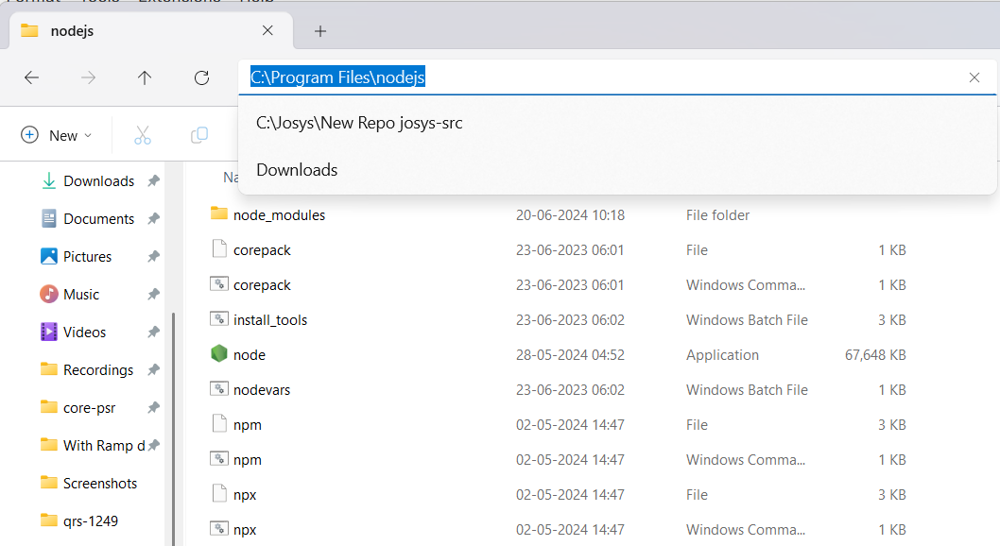 Format Tools Extensions Help
nodejs
C:\Program Files\nodejs
C:\Josys\New Repo josys-src
Downloads
New
Na
Downloads
Documents
Pictures
Music
Videos
Recordings
core-psr
With Ramp d
Screenshots
qrs-1249
node_modules 20-06-2024 10:18 File folder
corepack 23-06-2023 06:01 File 1 KB
corepack 23-06-2023 06:01 Windows Comma... 1 KB
install_tools 23-06-2023 06:02 Windows Batch File 3 KB
node 28-05-2024 04:52 Application 67,648 KB
nodevars 23-06-2023 06:02 Windows Batch File 1 KB
npm 02-05-2024 14:47 File 3 KB
npm 02-05-2024 14:47 Windows Comma... 1 KB
npx 02-05-2024 14:47 File 3 KB
npx 02-05-2024 14:47 Windows Comma... 1 KB